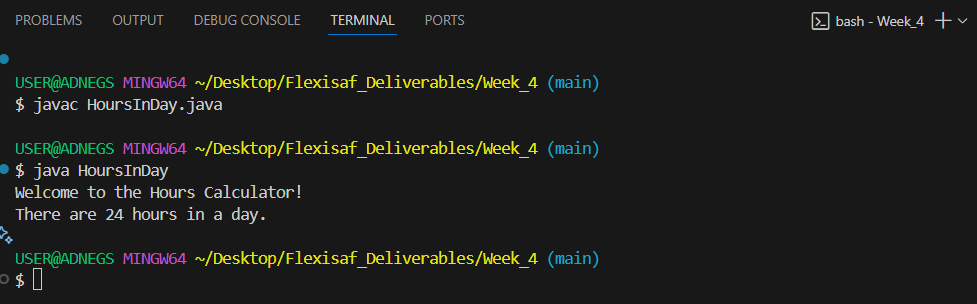 PROBLEMS OUTPUT DEBUG CONSOLE TERMINAL PORTS bash - Week_4
USER@ADNEGS MINGW64 ~/Desktop/Flexisaf_Deliverables/Week_4 (main)
$ javac HoursInDay.java
USER@ADNEGS MINGW64 ~/Desktop/Flexisaf_Deliverables/Week_4 (main)
$ java HoursInDay
Welcome to the Hours Calculator!
There are 24 hours in a day.
USER@ADNEGS MINGW64 ~/Desktop/Flexisaf_Deliverables/Week_4 (main)
$